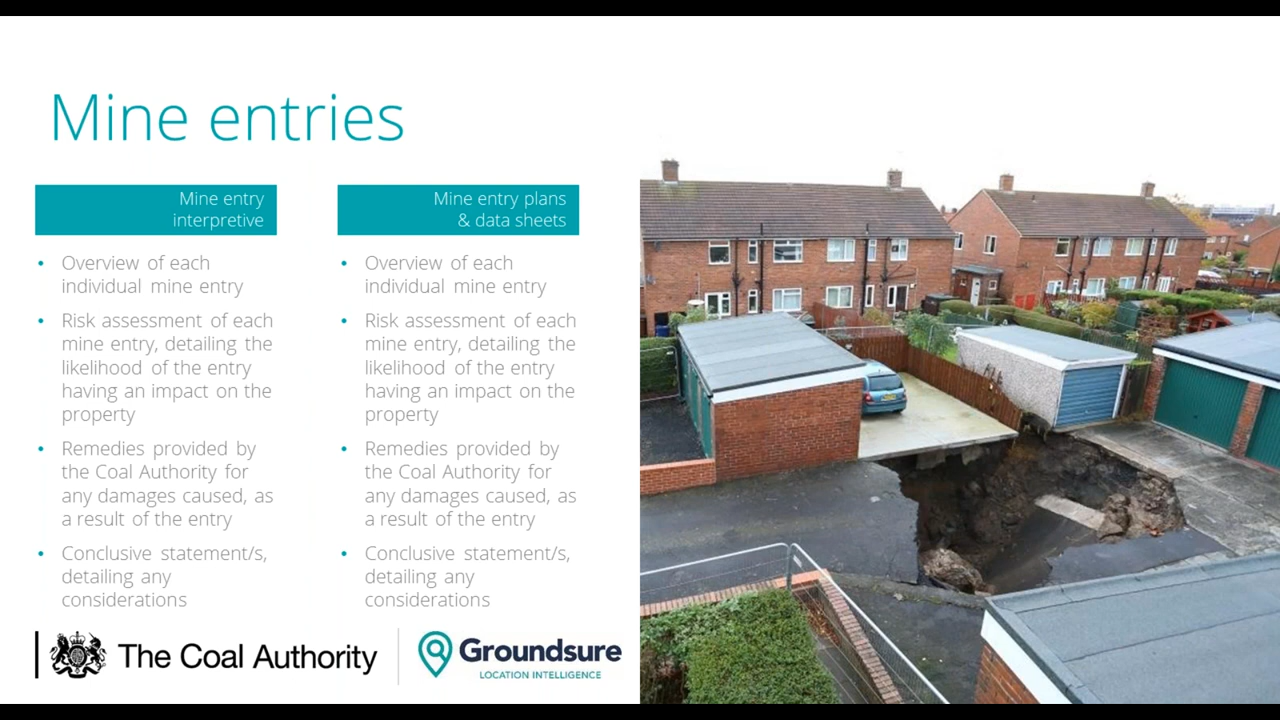 Mine entries
Mine entry
interpretive
• Overview of each
individual mine entry
• Risk assessment of each
mine entry, detailing the
likelihood of the entry
having an impact on the
property
• Remedies provided by
the Coal Authority for
any damages caused, as
a result of the entry
• Conclusive statement/s,
detailing any
considerations
Mine entry plans
& data sheets
• Overview of each
individual mine entry
• Risk assessment of each
mine entry, detailing the
likelihood of the entry
having an impact on the
property
• Remedies provided by
the Coal Authority for
any damages caused, as
a result of the entry
• Conclusive statement/s,
detailing any
considerations
The Coal Authority
Groundsure
LOCATION INTELLIGENCE